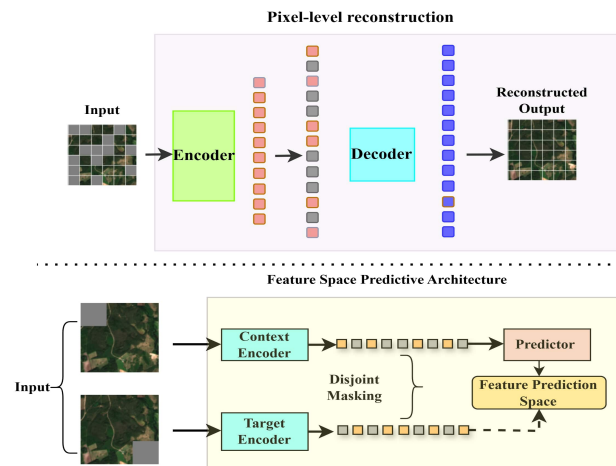 Pixel-level reconstruction
Input
Encoder
Decoder
Reconstructed
Output
Feature Space Predictive Architecture
Input
Context
Encoder
Disjoint
Masking
Target
Encoder
Predictor
Feature Prediction
Space